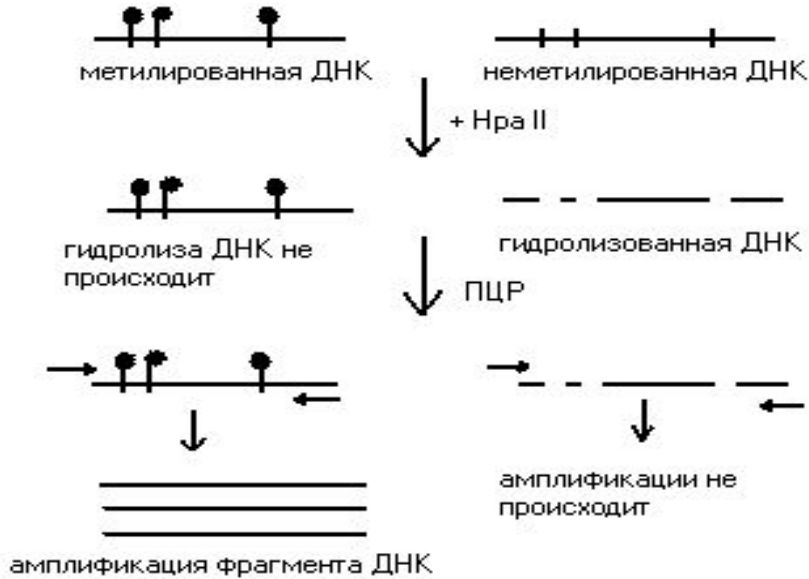 метилированная ДНК
неметилированная ДНК
+ Hpa II
гидролиза ДНК не
происходит
гидролизованная ДНК
ПЦР
амплификации не
происходит
амплификация фрагмента ДНК